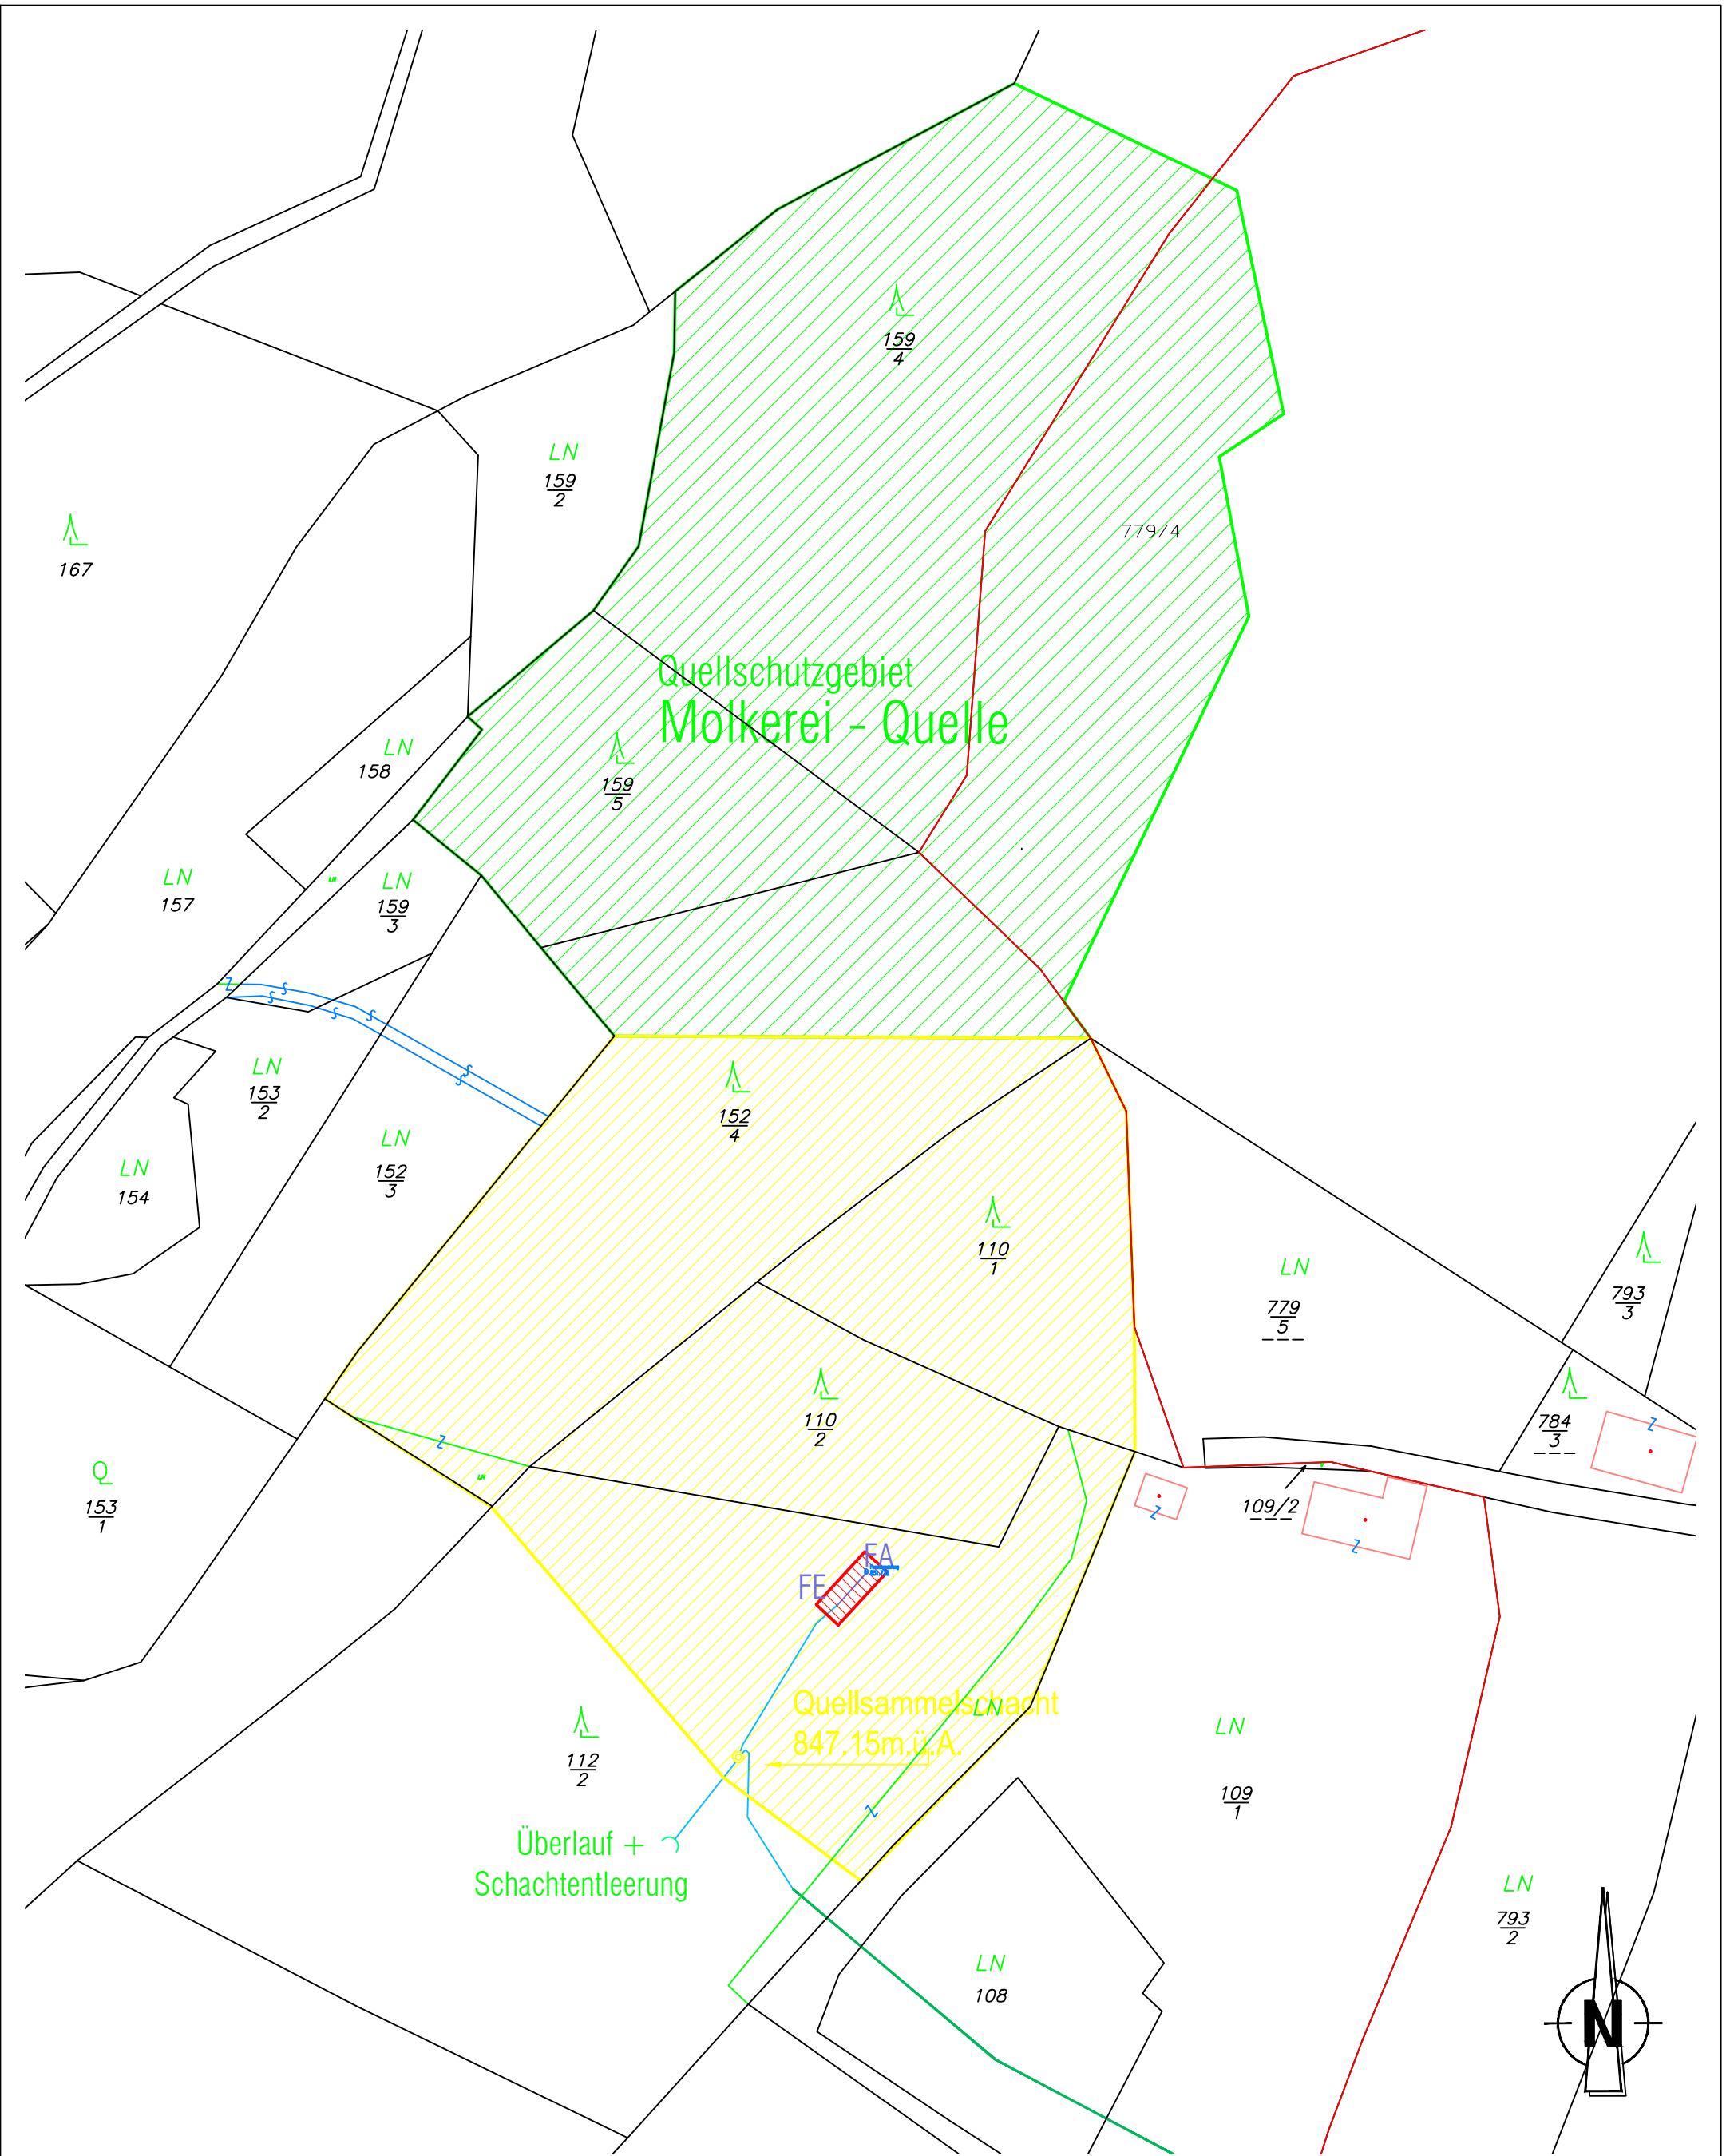 159
4
LN
159
2
779/4
167
Quellschutzgebiet
Molkerei - Quelle
LN
158
159
5
LN
157
LN
LN
159
3
Z
LN
153
2
152
4
LN
152
3
LN
154
110
1
LN
779
5
793
3
110
2
784
3
Z
Z
LN
Q
153
1
109/2
Z
Z
FA
FE
Quellsammelschacht
847.15m.ü.A.
LN
LN
112
2
109
1
Z
Überlauf +
Schachtentleerung
LN
793
2
LN
108
N